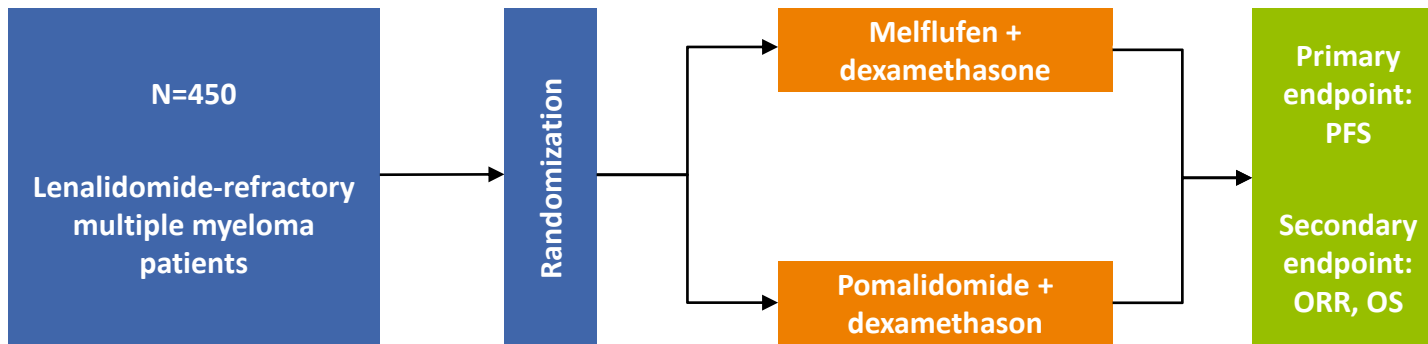 N=450
Lenalidomide-refractory
multiple myeloma
patients
Randomization
Melflufen +
dexamethasone
Pomalidomide +
dexamethason
Primary
endpoint:
PFS
Secondary
endpoint:
ORR, OS